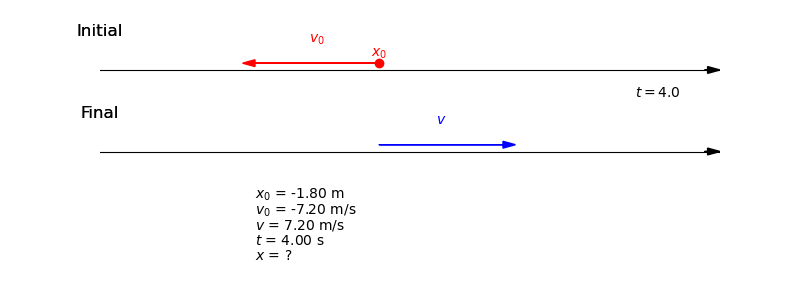 Initial
v₀
x₀
t = 4.0
Final
v
x₀ = -1.80 m
v₀ = -7.20 m/s
v = 7.20 m/s
t = 4.00 s
x = ?